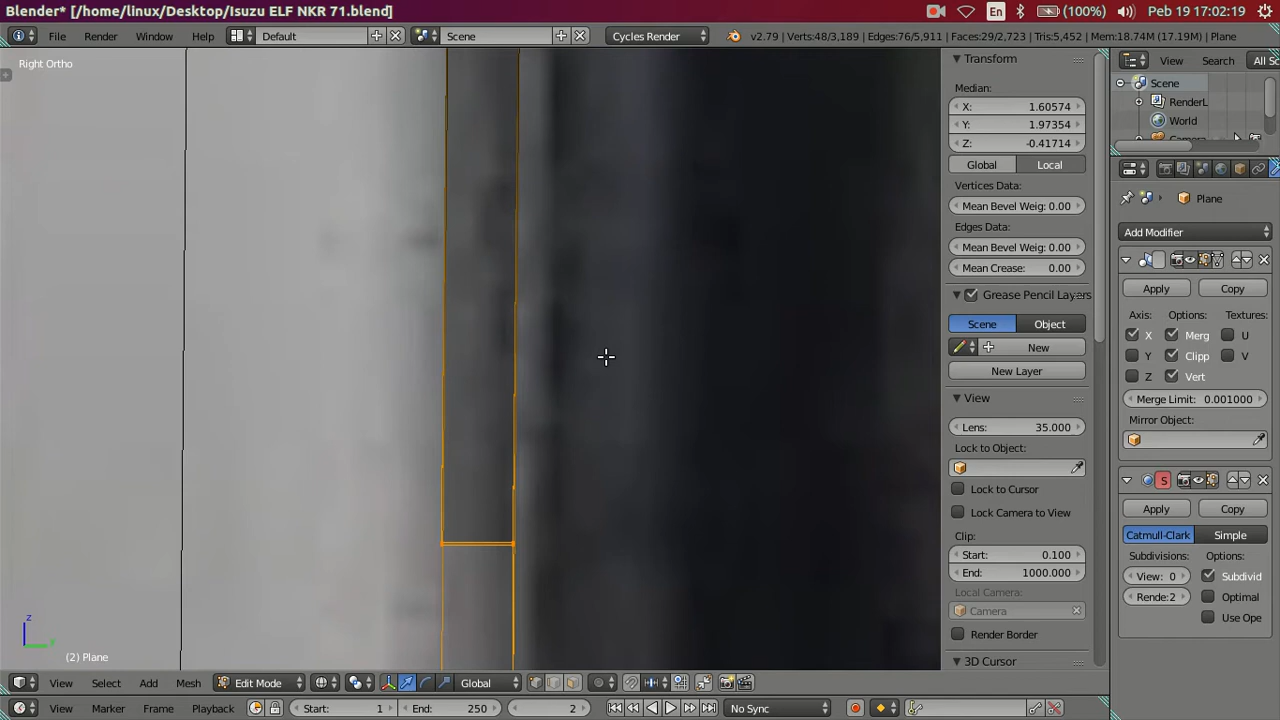 Blender* [/home/linux/Desktop/Isuzu ELF NKR 71.blend]
En (100%) Peb 19 17:02:19
File Render Window Help Default Scene Cycles Render v2.79 | Verts:48/3,189 | Edges:76/5,911 | Faces:29/2,723 | Tris:5,452 | Mem:18.74M (17.19M) | Plane
Right Ortho
Transform
Median:
X: 1.60574
Y: 1.97354
Z: -0.41714
Global Local
Vertices Data:
Mean Bevel Weig: 0.00
Edges Data:
Mean Bevel Weig: 0.00
Mean Crease: 0.00
Grease Pencil Layers
Scene Object
New
New Layer
View
Lens: 35.000
Lock to Object:
Lock to Cursor
Lock Camera to View
Clip:
Start: 0.100
End: 1000.000
Local Camera:
Camera
Render Border
3D Cursor
View Search All Sc
Scene
RenderL
World
Camera
Plane
Add Modifier
Apply Copy
Axis: Options: Textures:
X Merg U
Y Clipp V
Z Vert
Merge Limit: 0.001000
Mirror Object:
S
Apply Copy
Catmull-Clark Simple
Subdivisions: Options:
View: 0 Subdivid
Rende:2 Optimal
Use Ope
z
y
(2) Plane
View Select Add Mesh Edit Mode Global
View Marker Frame Playback Start: 1 End: 250 2 No Sync